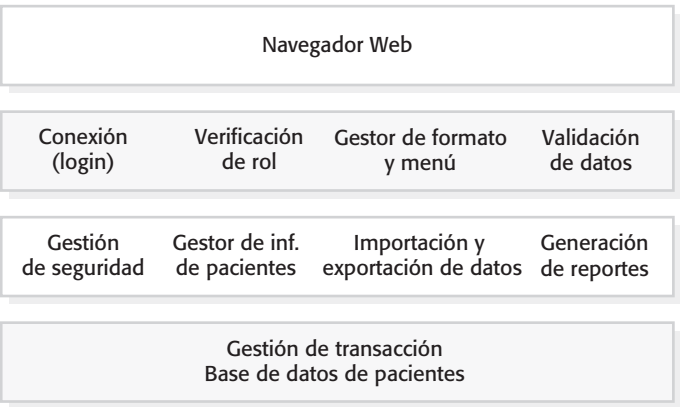 Navegador Web
Conexión
(login)
Verificación
de rol
Gestor de formato
y menú
Validación
de datos
Gestión
de seguridad
Gestor de inf.
de pacientes
Importación y
exportación de datos
Generación
de reportes
Gestión de transacción
Base de datos de pacientes